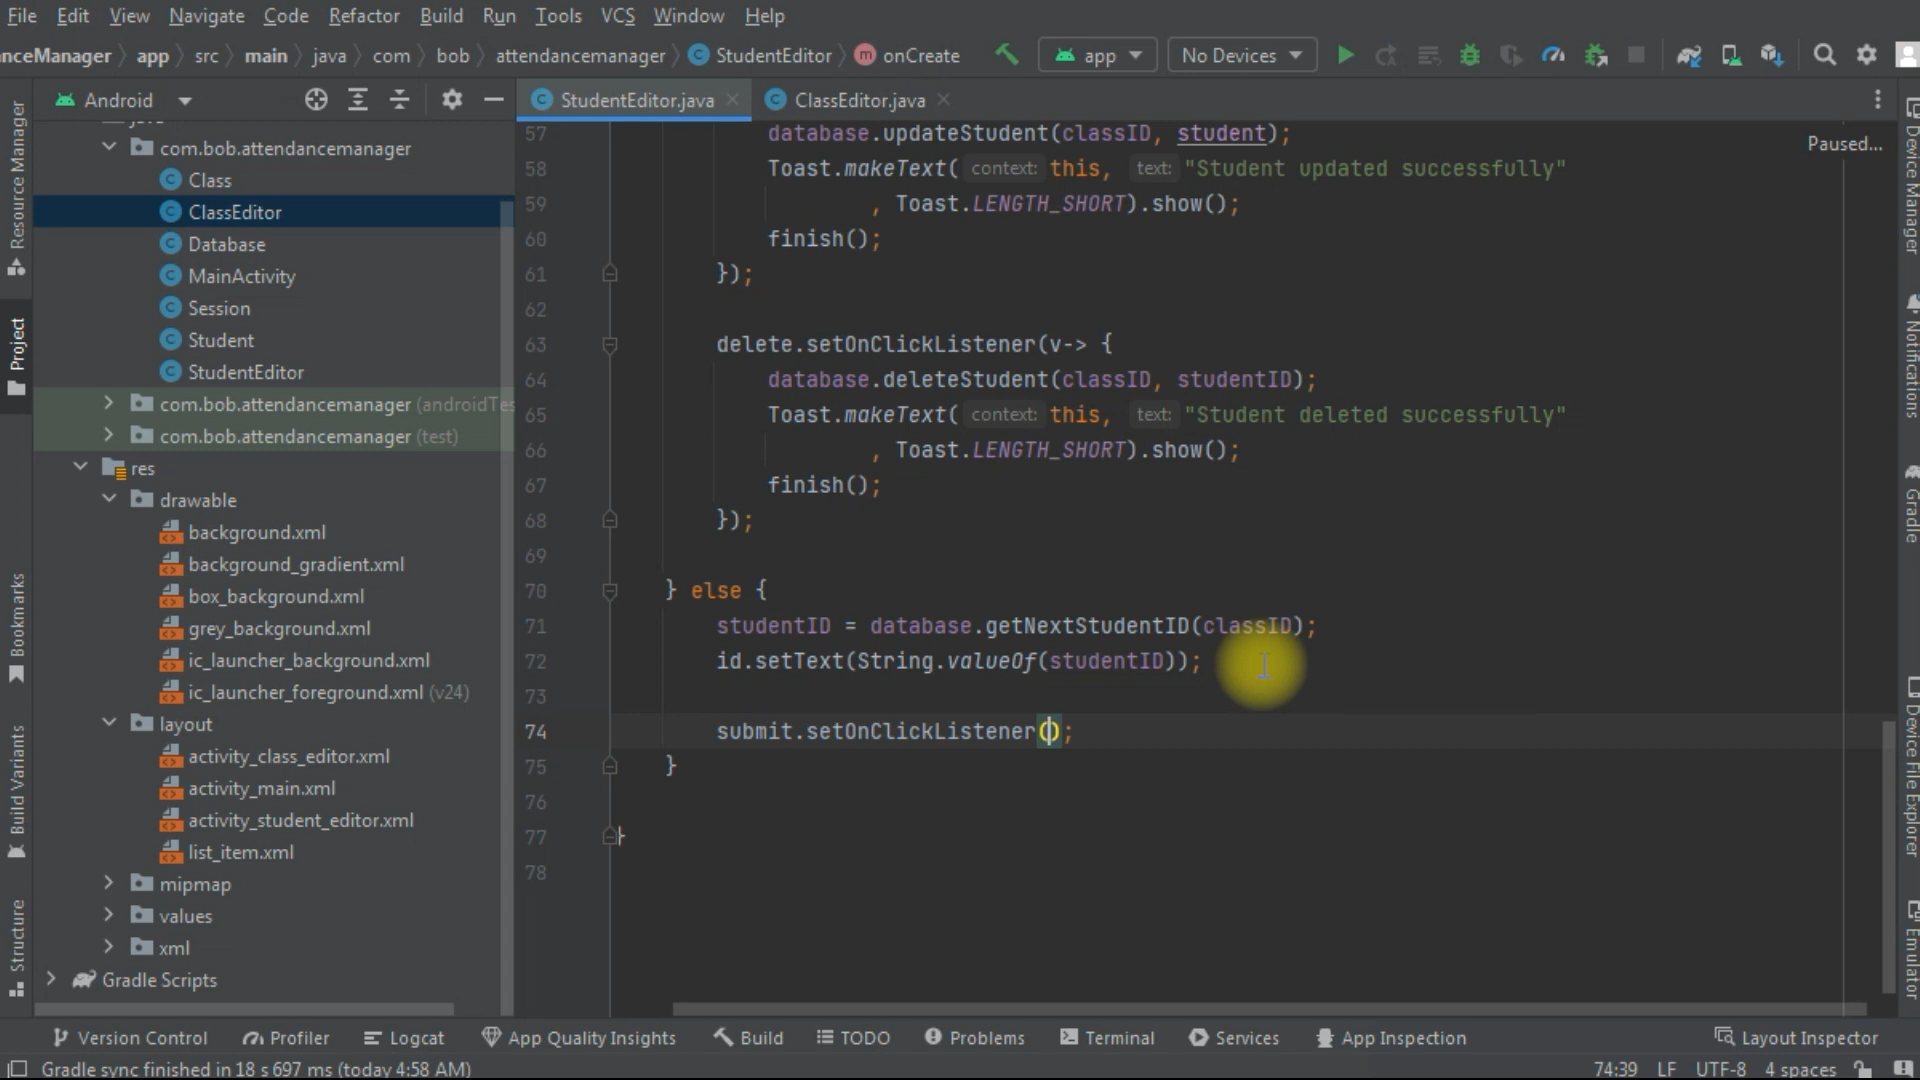 File Edit View Navigate Code Refactor Build Run Tools VCS Window Help
nceManager app src main java com bob attendancemanager StudentEditor onCreate app No Devices
Android
StudentEditor.java ClassEditor.java
com.bob.attendancemanager
Class
ClassEditor
Database
MainActivity
Session
Student
StudentEditor
com.bob.attendancemanager (androidTes
com.bob.attendancemanager (test)
res
drawable
background.xml
background_gradient.xml
box_background.xml
grey_background.xml
ic_launcher_background.xml
ic_launcher_foreground.xml (v24)
layout
activity_class_editor.xml
activity_main.xml
activity_student_editor.xml
list_item.xml
mipmap
values
xml
Gradle Scripts
Paused...
57 database.updateStudent(classID, student);
58 Toast.makeText( context: this, text: "Student updated successfully"
59 , Toast.LENGTH_SHORT).show();
60 finish();
61 });
62
63 delete.setOnClickListener(v-> {
64 database.deleteStudent(classID, studentID);
65 Toast.makeText( context: this, text: "Student deleted successfully"
66 , Toast.LENGTH_SHORT).show();
67 finish();
68 });
69
70 } else {
71 studentID = database.getNextStudentID(classID);
72 id.setText(String.valueOf(studentID));
73
74 submit.setOnClickListener();
75 }
76
77 }
78
Resource Manager
Project
Bookmarks
Build Variants
Structure
Device Manager
Notifications
Gradle
Device File Explorer
Emulator
Version Control Profiler Logcat App Quality Insights Build TODO Problems Terminal Services App Inspection Layout Inspector
Gradle sync finished in 18 s 697 ms (today 4:58 AM) 74:39 LF UTF-8 4 spaces